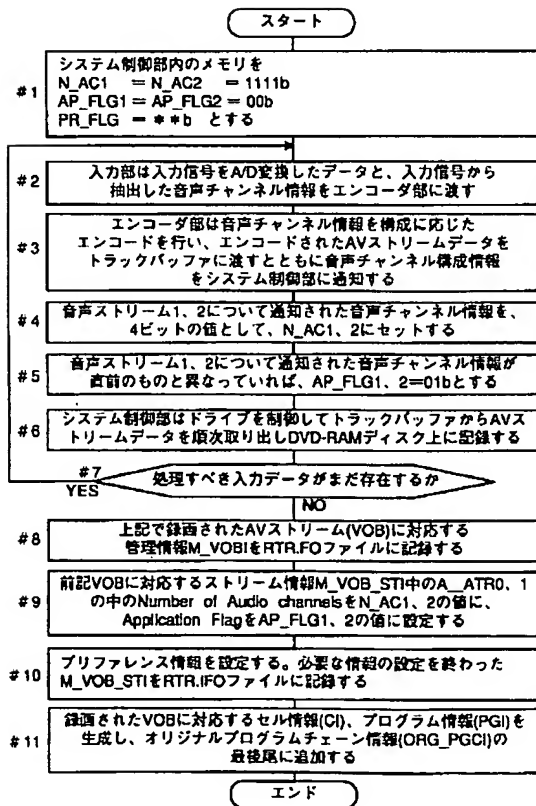 スタート
#1
システム制御部内のメモリを
N_AC1 = N_AC2 = 1111b
AP_FLG1 = AP_FLG2 = 00b
PR_FLG = **b とする
#2
入力部は入力信号をA/D変換したデータと、入力信号から
抽出した音声チャンネル情報をエンコーダ部に渡す
#3
エンコーダ部は音声チャンネル情報を構成に応じた
エンコードを行い、エンコードされたAVストリームデータを
トラックバッファに渡すとともに音声チャンネル構成情報
をシステム制御部に通知する
#4
音声ストリーム1、2について通知された音声チャンネル情報を、
4ビットの値として、N_AC1、2にセットする
#5
音声ストリーム1、2について通知された音声チャンネル情報が
直前のものと異なっていれば、AP_FLG1、2=01bとする
#6
システム制御部はドライブを制御してトラックバッファからAVス
トリームデータを順次取り出しDVD-RAMディスク上に記録する
#7
YES
処理すべき入力データがまだ存在するか
NO
#8
上記で録画されたAVストリーム(VOB)に対応する
管理情報M_VOBIをRTR.IFOファイルに記録する
#9
前記VOBに対応するストリーム情報M_VOB_STI中のA_ATR0、1
の中のNumber of Audio channelsをN_AC1、2の値に、
Application FlagをAP_FLG1、2の値に設定する
#10
プリファレンス情報を設定する。必要な情報の設定を終わった
M_VOB_STIをRTR.IFOファイルに記録する
#11
録画されたVOBに対応するセル情報(CI)、プログラム情報(PGI)を
生成し、オリジナルプログラムチェーン情報(ORG_PGCI)の
最後尾に追加する
エンド